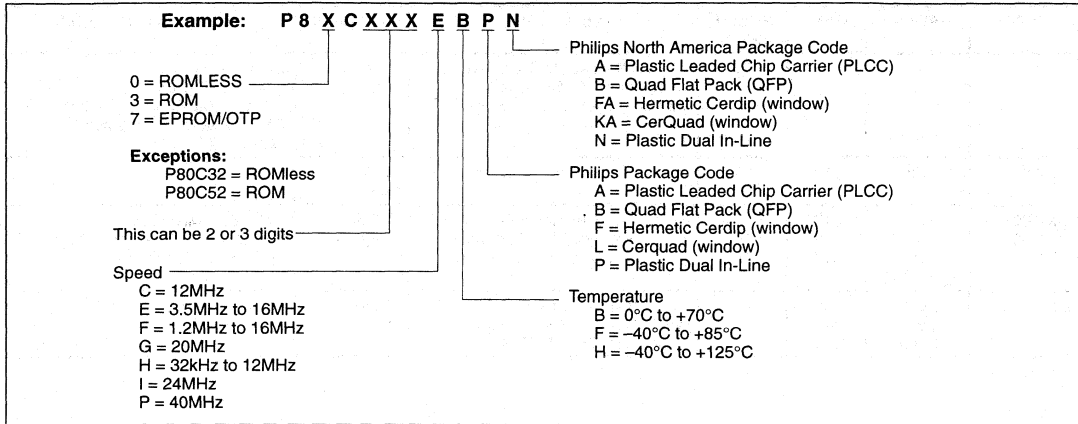 Example: P 8 X C X X X E B P N
0 = ROMLESS
3 = ROM
7 = EPROM/OTP
Exceptions:
P80C32 = ROMless
P80C52 = ROM
This can be 2 or 3 digits
Speed
C = 12MHz
E = 3.5MHz to 16MHz
F = 1.2MHz to 16MHz
G = 20MHz
H = 32kHz to 12MHz
I = 24MHz
P = 40MHz
Philips North America Package Code
A = Plastic Leaded Chip Carrier (PLCC)
B = Quad Flat Pack (QFP)
FA = Hermetic Cerdip (window)
KA = CerQuad (window)
N = Plastic Dual In-Line
Philips Package Code
A = Plastic Leaded Chip Carrier (PLCC)
B = Quad Flat Pack (QFP)
F = Hermetic Cerdip (window)
L = Cerquad (window)
P = Plastic Dual In-Line
Temperature
B = 0°C to +70°C
F = –40°C to +85°C
H = –40°C to +125°C